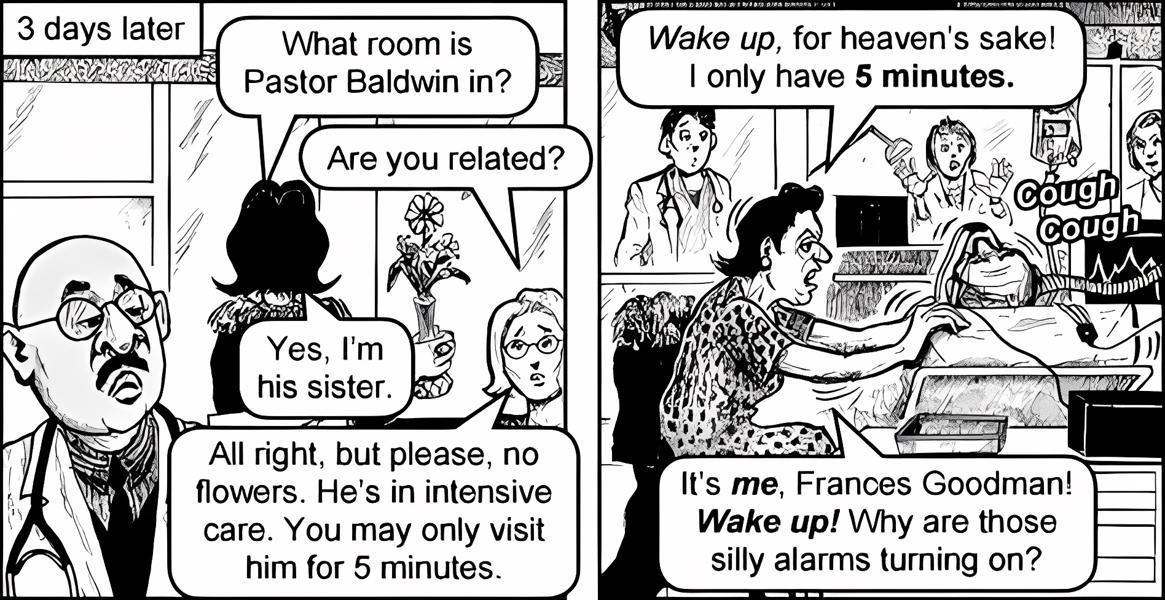 3 days later
What room is
Pastor Baldwin in?
Are you related?
Yes, I'm
his sister.
All right, but please, no
flowers. He's in intensive
care. You may only visit
him for 5 minutes.
Wake up, for heaven's sake!
I only have 5 minutes.
Cough
Cough
It's me, Frances Goodman!
Wake up! Why are those
silly alarms turning on?